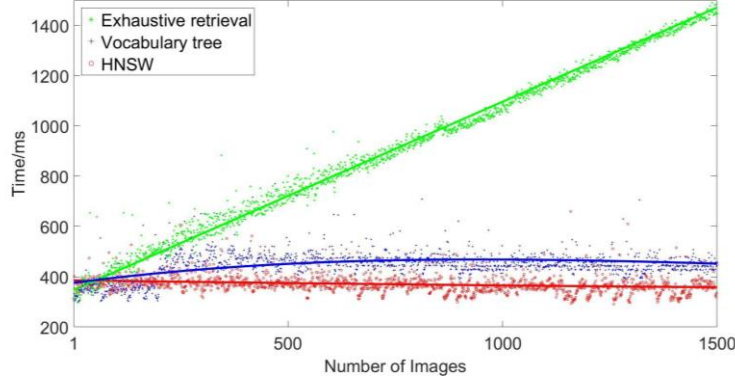 1400
1200
1000
800
600
400
200
Time/ms
Exhaustive retrieval
Vocabulary tree
HNSW
1 500 1000 1500
Number of Images